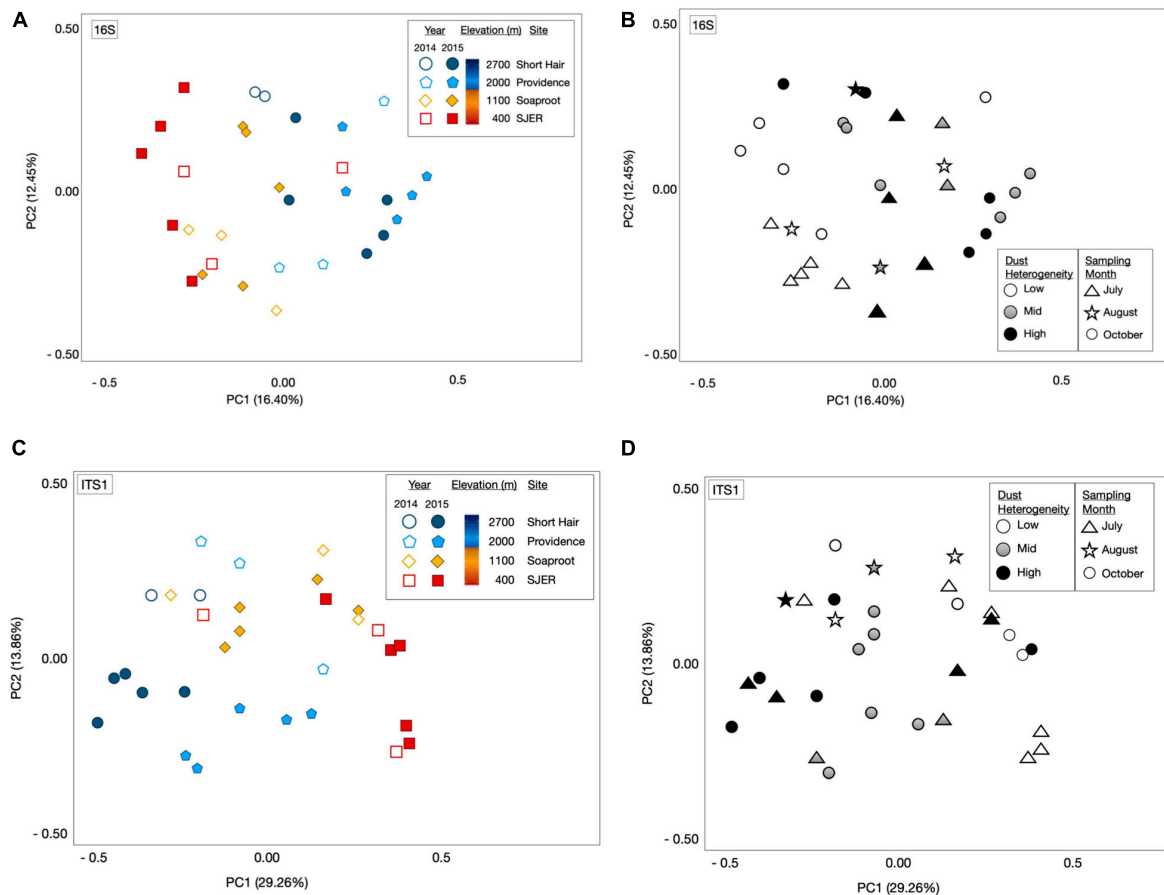 A
16S
0.50
0.00
- 0.50
PC2 (12.45%)
Year Elevation (m) Site
2014 2015
2700 Short Hair
2000 Providence
1100 Soaproot
400 SJER
- 0.5 0.00 0.5
PC1 (16.40%)
B
16S
0.50
0.00
- 0.50
PC2 (12.45%)
Dust Heterogeneity
Sampling Month
Low July
Mid August
High October
- 0.5 0.00 0.5
PC1 (16.40%)
C
ITS1
0.50
0.00
- 0.50
PC2 (13.86%)
Year Elevation (m) Site
2014 2015
2700 Short Hair
2000 Providence
1100 Soaproot
400 SJER
- 0.5 0.00 0.5
PC1 (29.26%)
D
ITS1
0.50
0.00
- 0.50
PC2 (13.86%)
Dust Heterogeneity
Sampling Month
Low July
Mid August
High October
- 0.5 0.00 0.5
PC1 (29.26%)